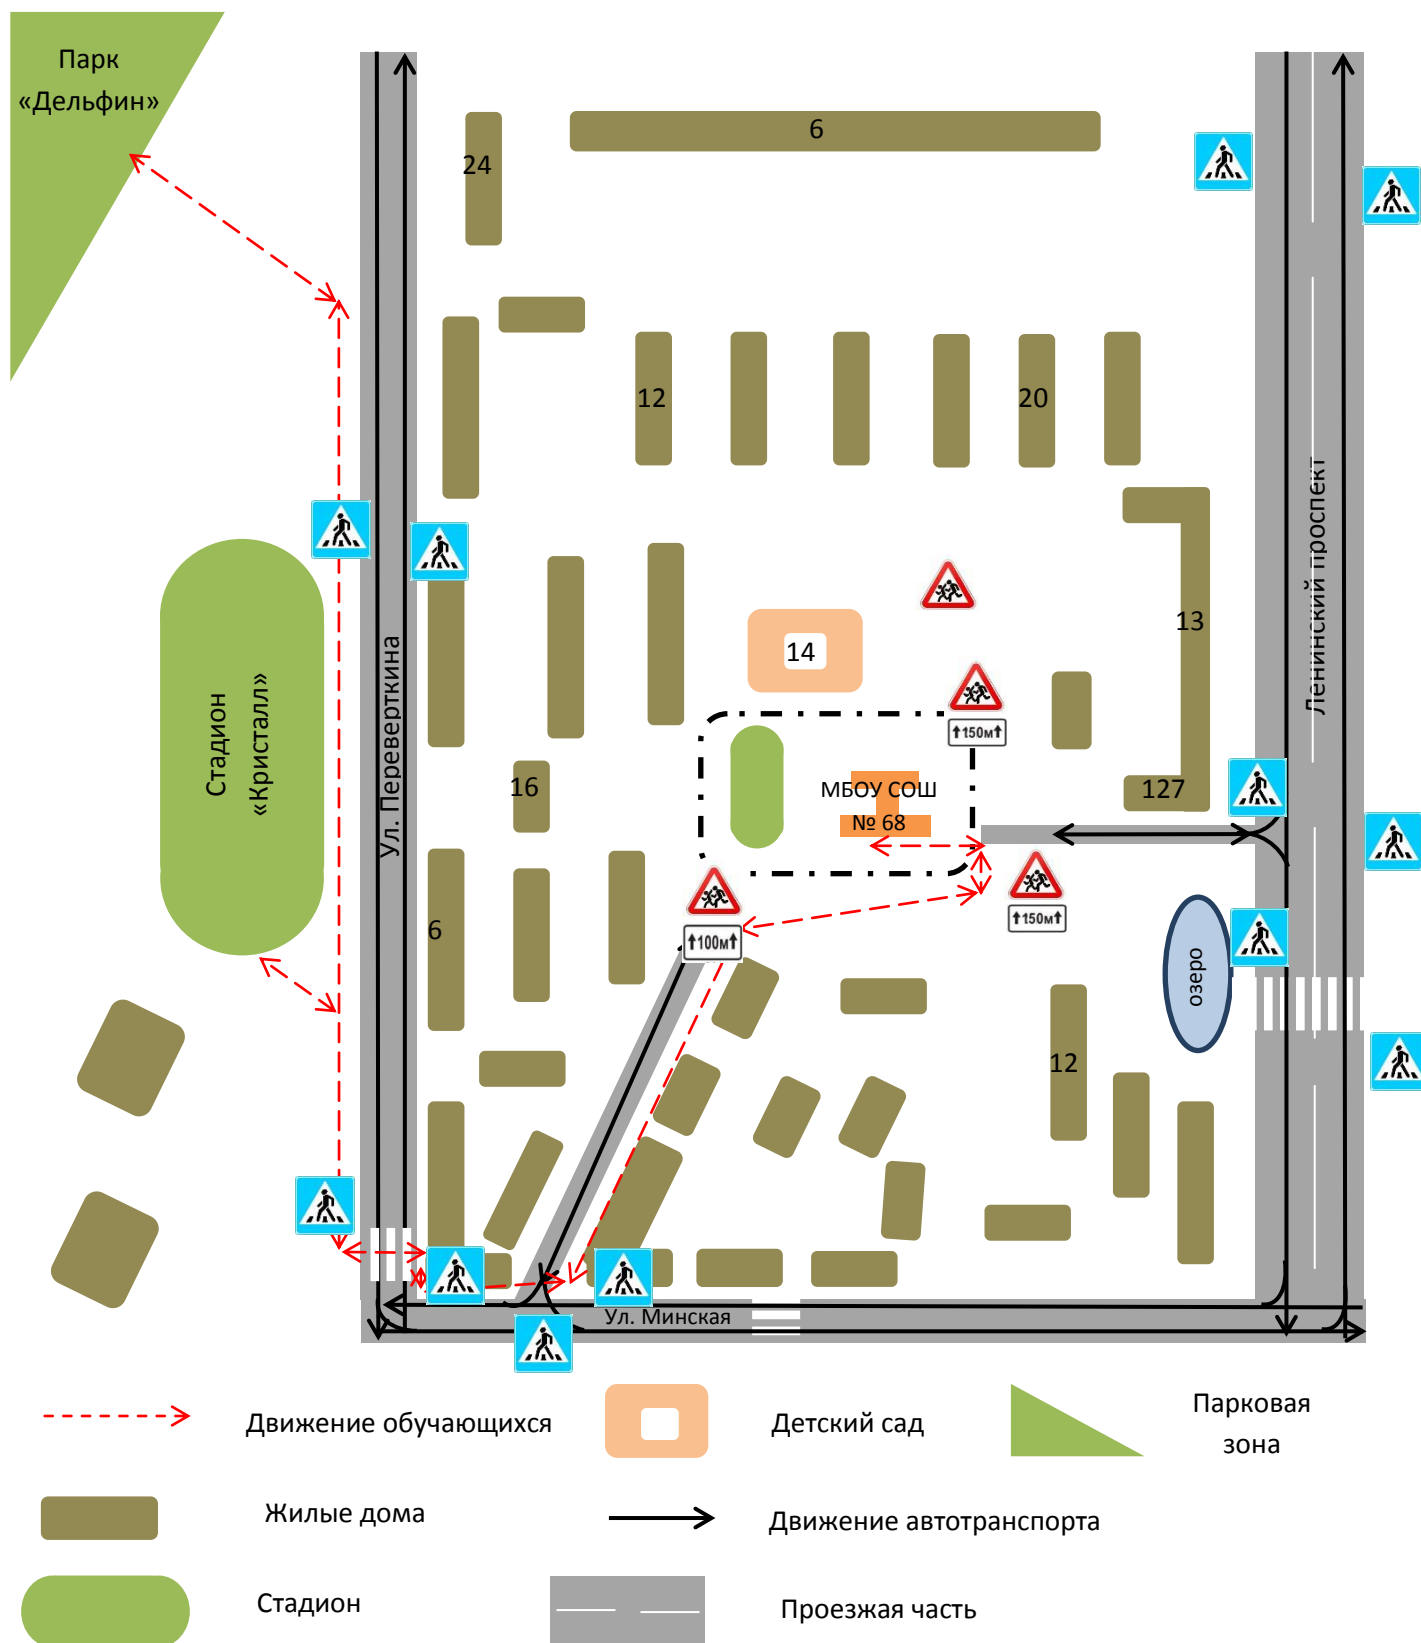 Парк
«Дельфин»
6
24
12
20
Ленинский проспект
13
14
Ул. Переверткина
Стадион
«Кристалл»
150м
16
МБОУ СОШ
№ 68
127
150м
6
100м
озеро
12
Ул. Минская
Движение обучающихся
Детский сад
Парковая
зона
Жилые дома
Движение автотранспорта
Стадион
Проезжая часть